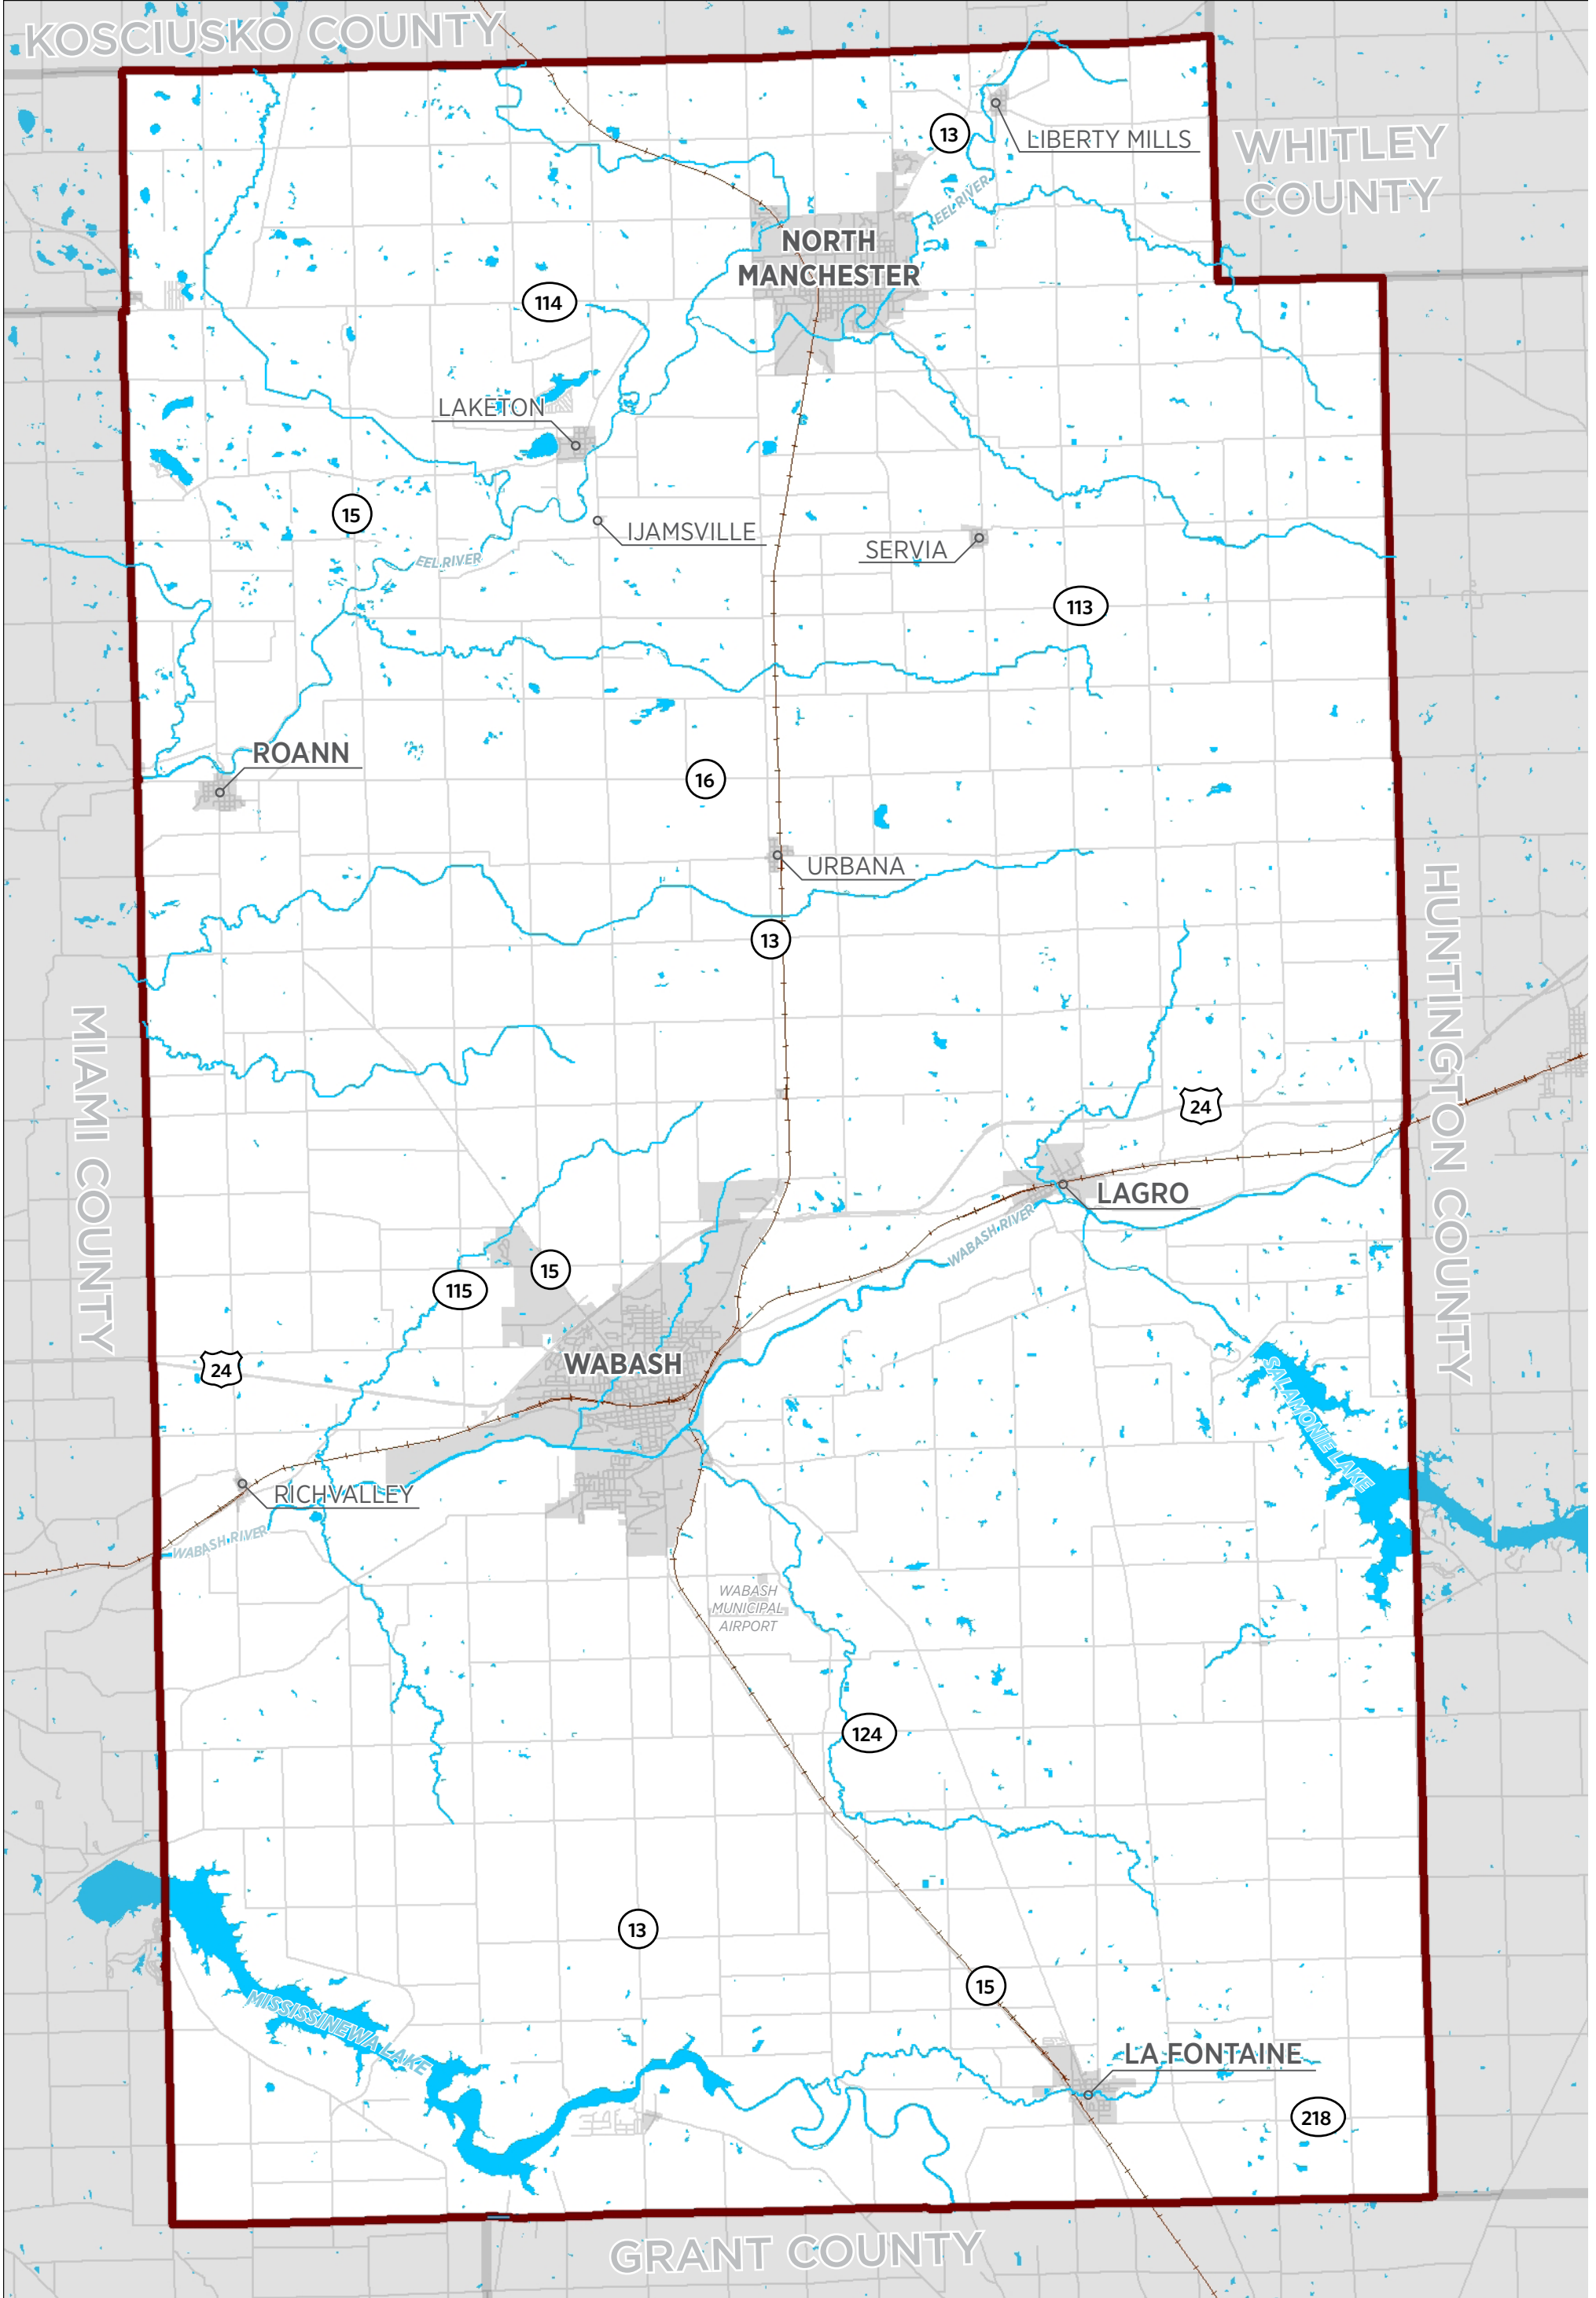 KOSCIUSKO COUNTY
WHITLEY
COUNTY
13
LIBERTY MILLS
EEL RIVER
NORTH
MANCHESTER
114
LAKETON
15
IJAMSVILLE
SERVIA
EEL RIVER
113
ROANN
16
URBANA
13
HUNTINGTON COUNTY
MIAMI COUNTY
24
LAGRO
WABASH RIVER
15
115
WABASH
24
SALAMONIE LAKE
RICHVALLEY
WABASH RIVER
WABASH
MUNICIPAL
AIRPORT
124
13
15
MISSISSINEWA LAKE
LA FONTAINE
218
GRANT COUNTY